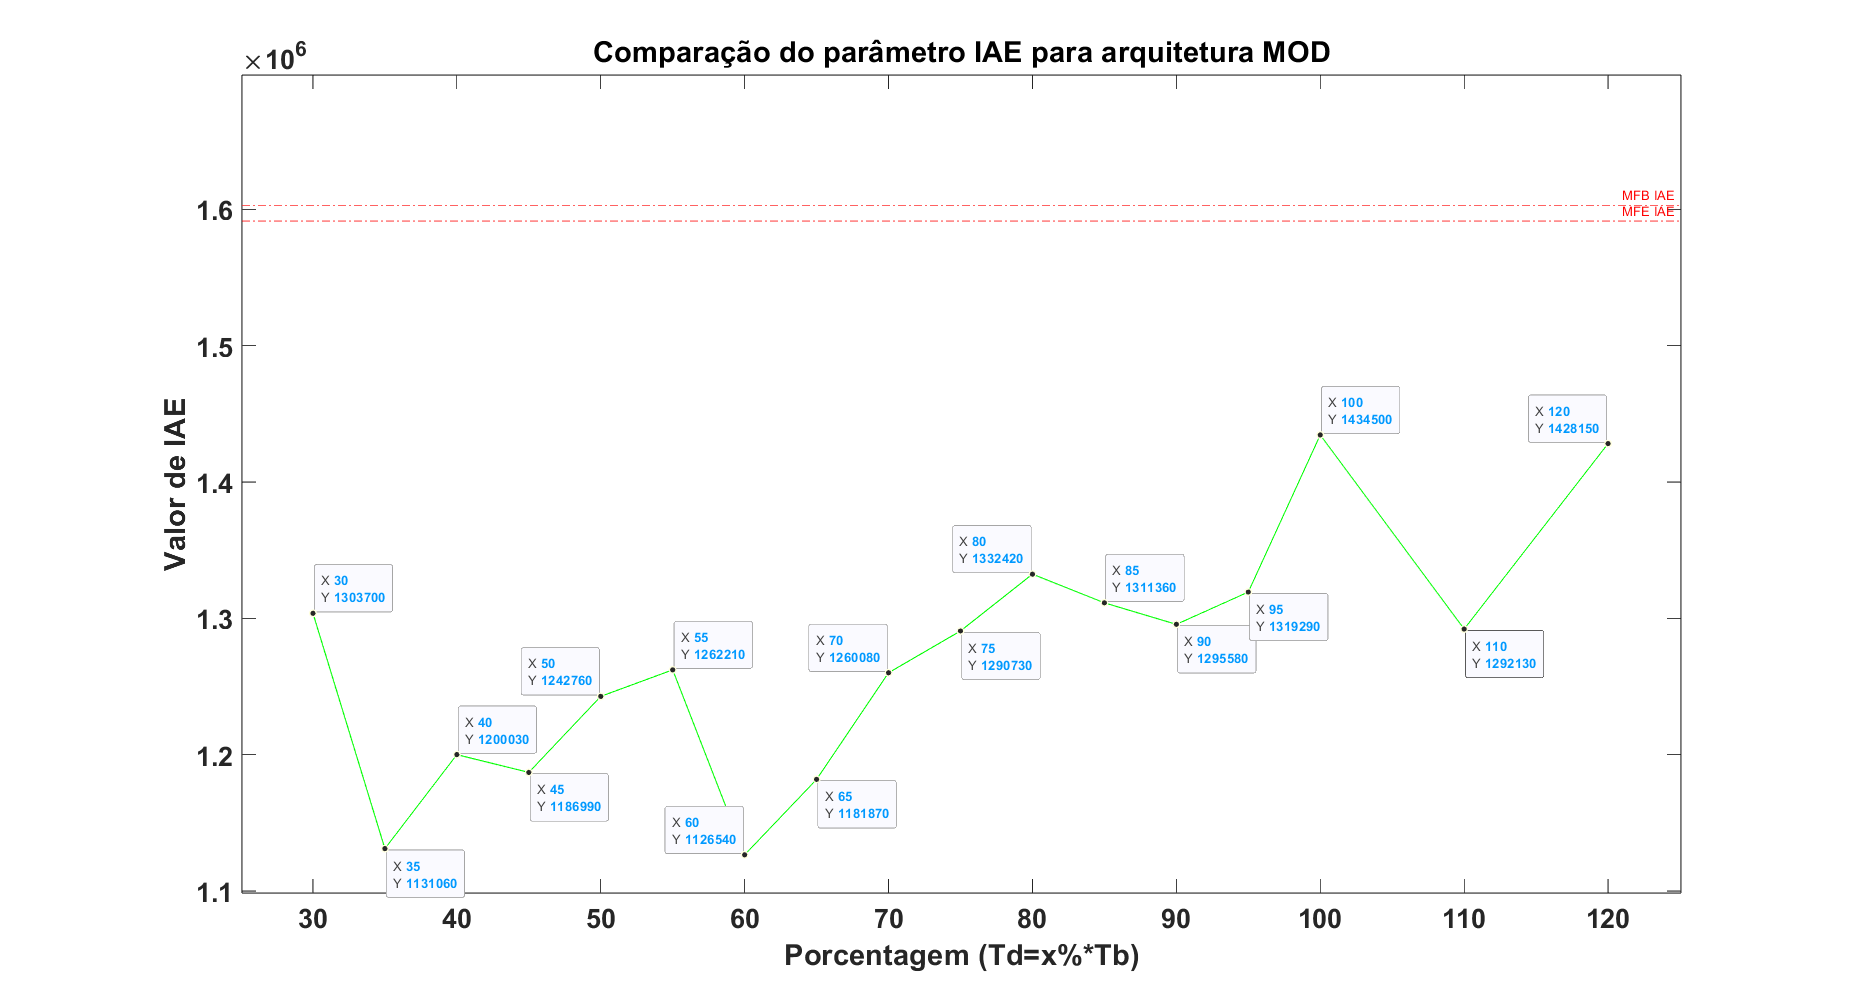 Comparação do parâmetro IAE para arquitetura MOD
×10^6
MFB IAE
MFE IAE
1.6
1.5
1.4
1.3
1.2
1.1
Valor de IAE
X 30
Y 1303700
X 35
Y 1131060
X 40
Y 1200030
X 45
Y 1186990
X 50
Y 1242760
X 55
Y 1262210
X 60
Y 1126540
X 65
Y 1181870
X 70
Y 1260080
X 75
Y 1290730
X 80
Y 1332420
X 85
Y 1311360
X 90
Y 1295580
X 95
Y 1319290
X 100
Y 1434500
X 110
Y 1292130
X 120
Y 1428150
30 40 50 60 70 80 90 100 110 120
Porcentagem (Td=x%*Tb)